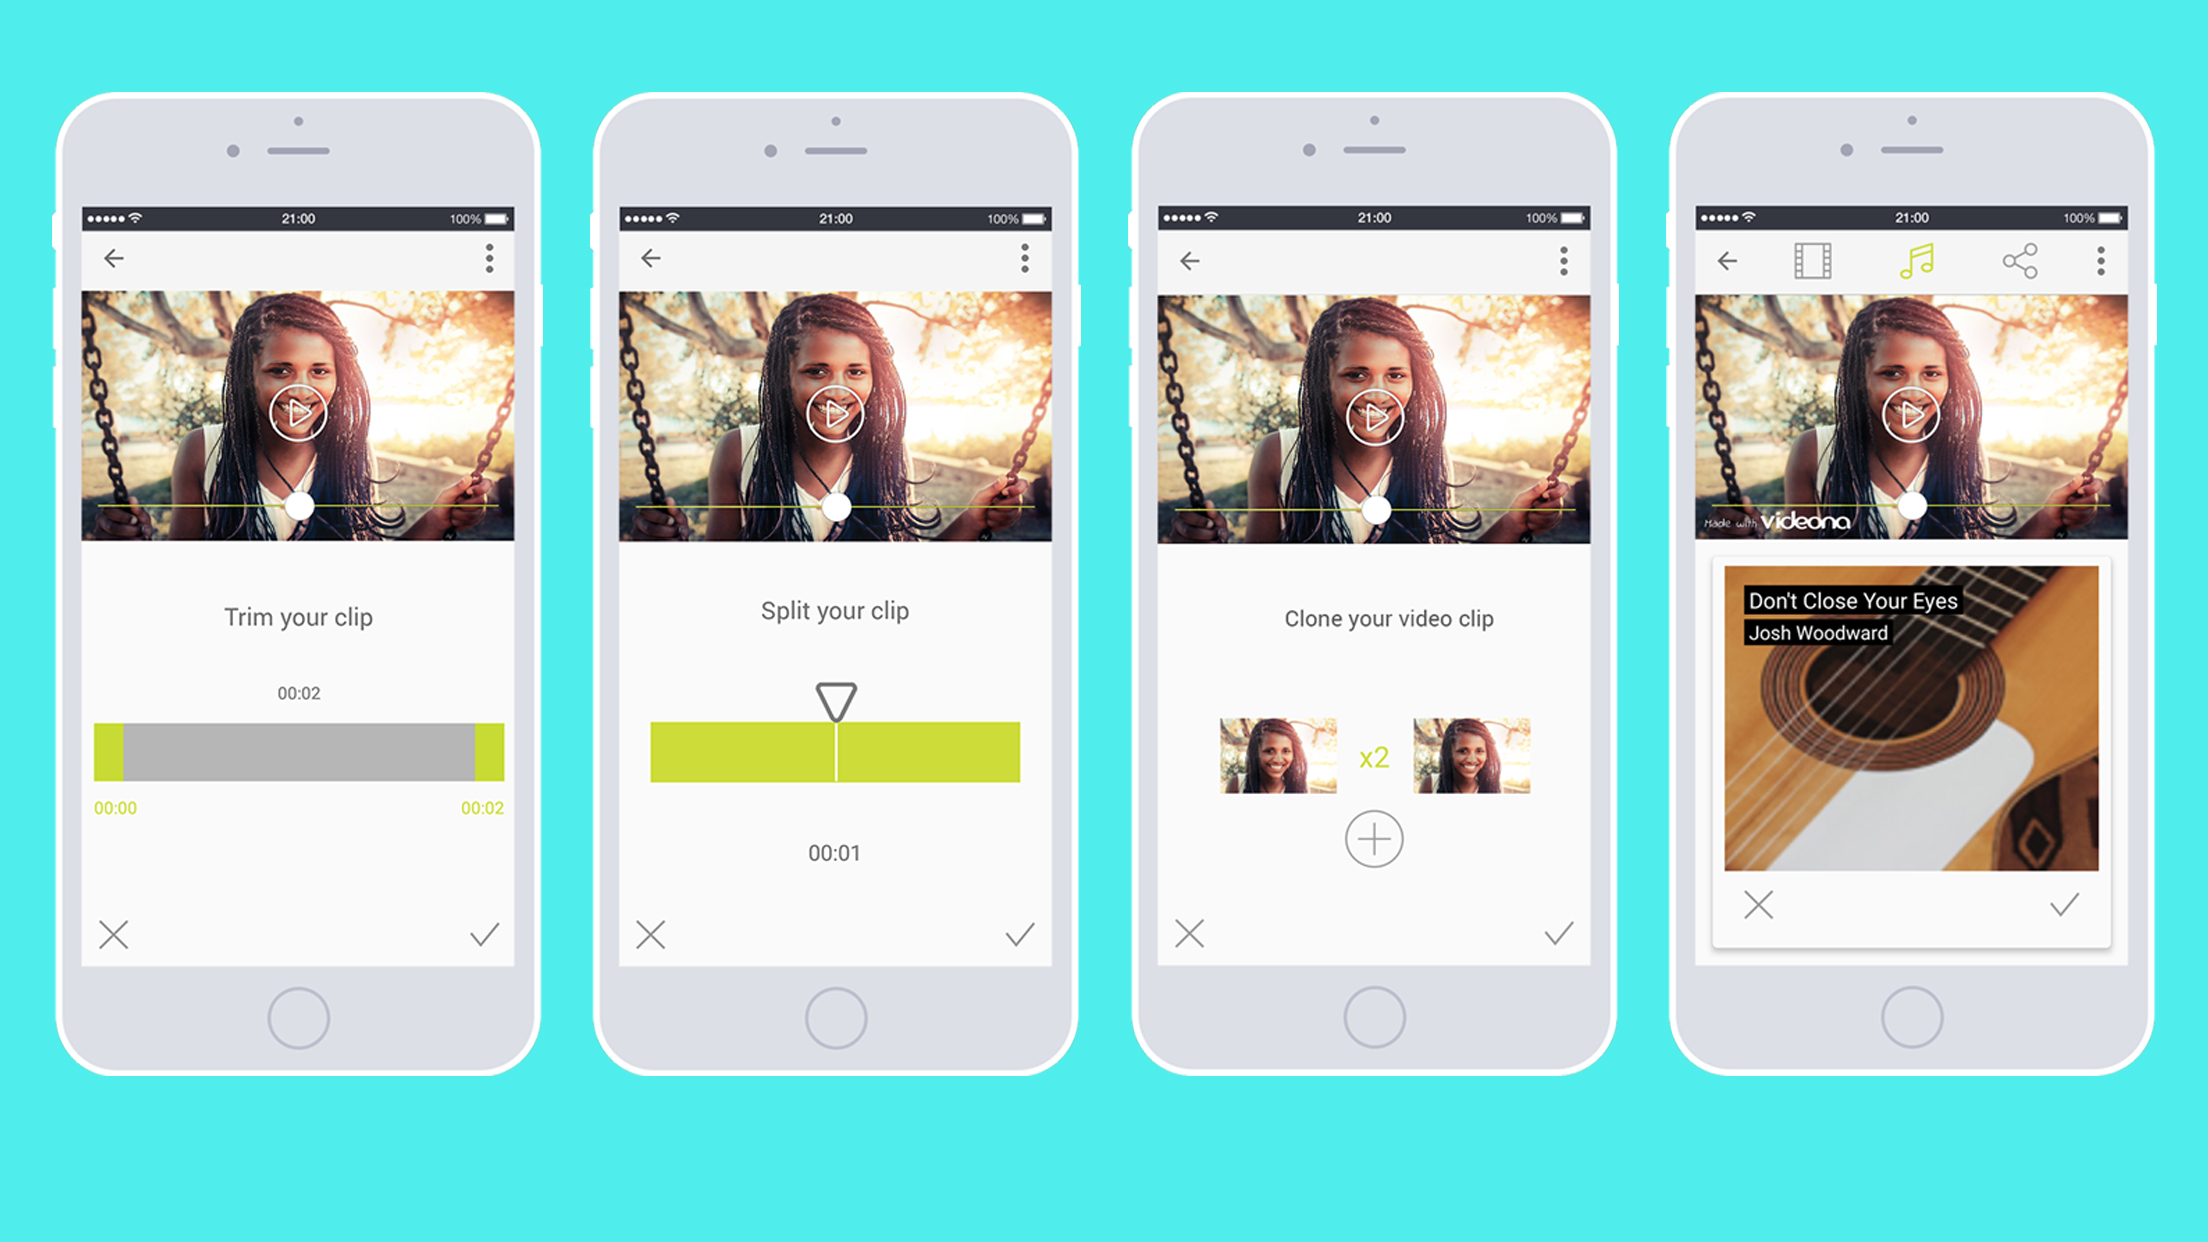 21:00 100%
Trim your clip
00:02
00:00 00:02
21:00 100%
Split your clip
00:01
21:00 100%
Clone your video clip
x2
21:00 100%
Made with videona
Don't Close Your Eyes
Josh Woodward